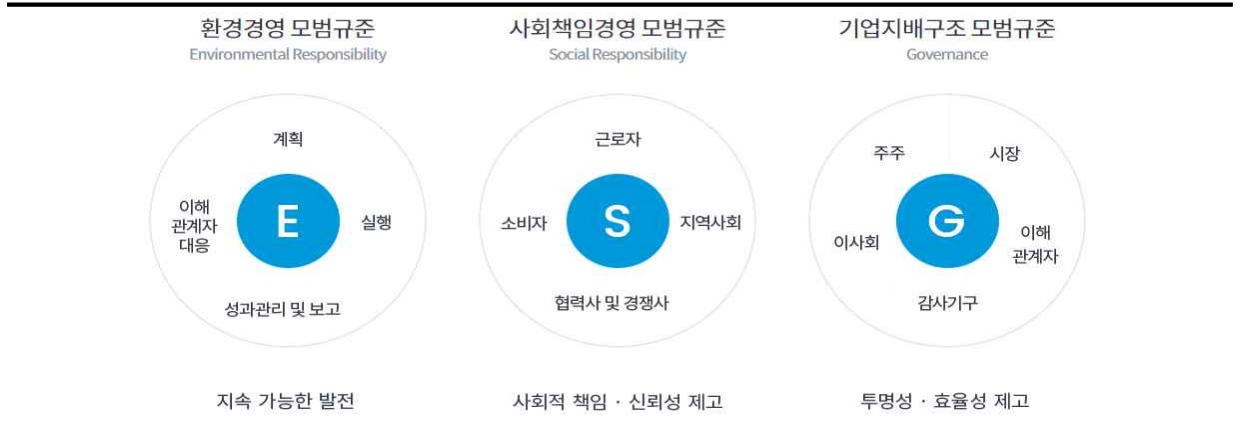 환경경영 모범규준
Environmental Responsibility
계획
이해
관계자
대응
E
실행
성과관리 및 보고
지속 가능한 발전
사회책임경영 모범규준
Social Responsibility
근로자
소비자
S
지역사회
협력사 및 경쟁사
사회적 책임 · 신뢰성 제고
기업지배구조 모범규준
Governance
주주
시장
이사회
G
이해
관계자
감사기구
투명성 · 효율성 제고